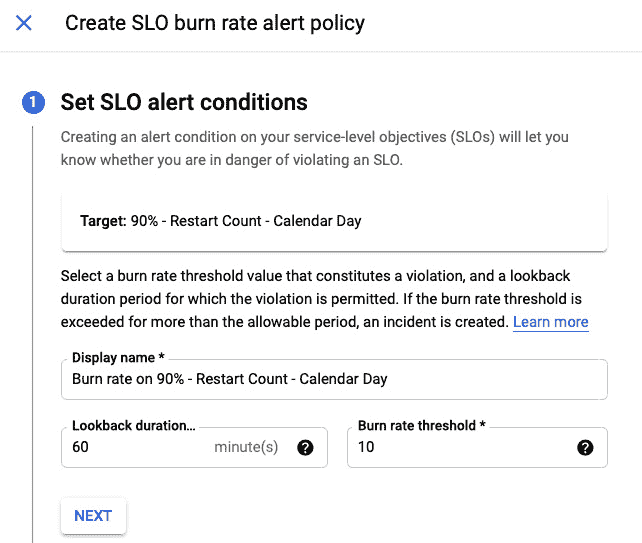 Create SLO burn rate alert policy
1 Set SLO alert conditions
Creating an alert condition on your service-level objectives (SLOs) will let you
know whether you are in danger of violating an SLO.
Target: 90% - Restart Count - Calendar Day
Select a burn rate threshold value that constitutes a violation, and a lookback
duration period for which the violation is permitted. If the burn rate threshold is
exceeded for more than the allowable period, an incident is created. Learn more
Display name *
Burn rate on 90% - Restart Count - Calendar Day
Lookback duration... Burn rate threshold *
60 minute(s) ? 10 ?
NEXT